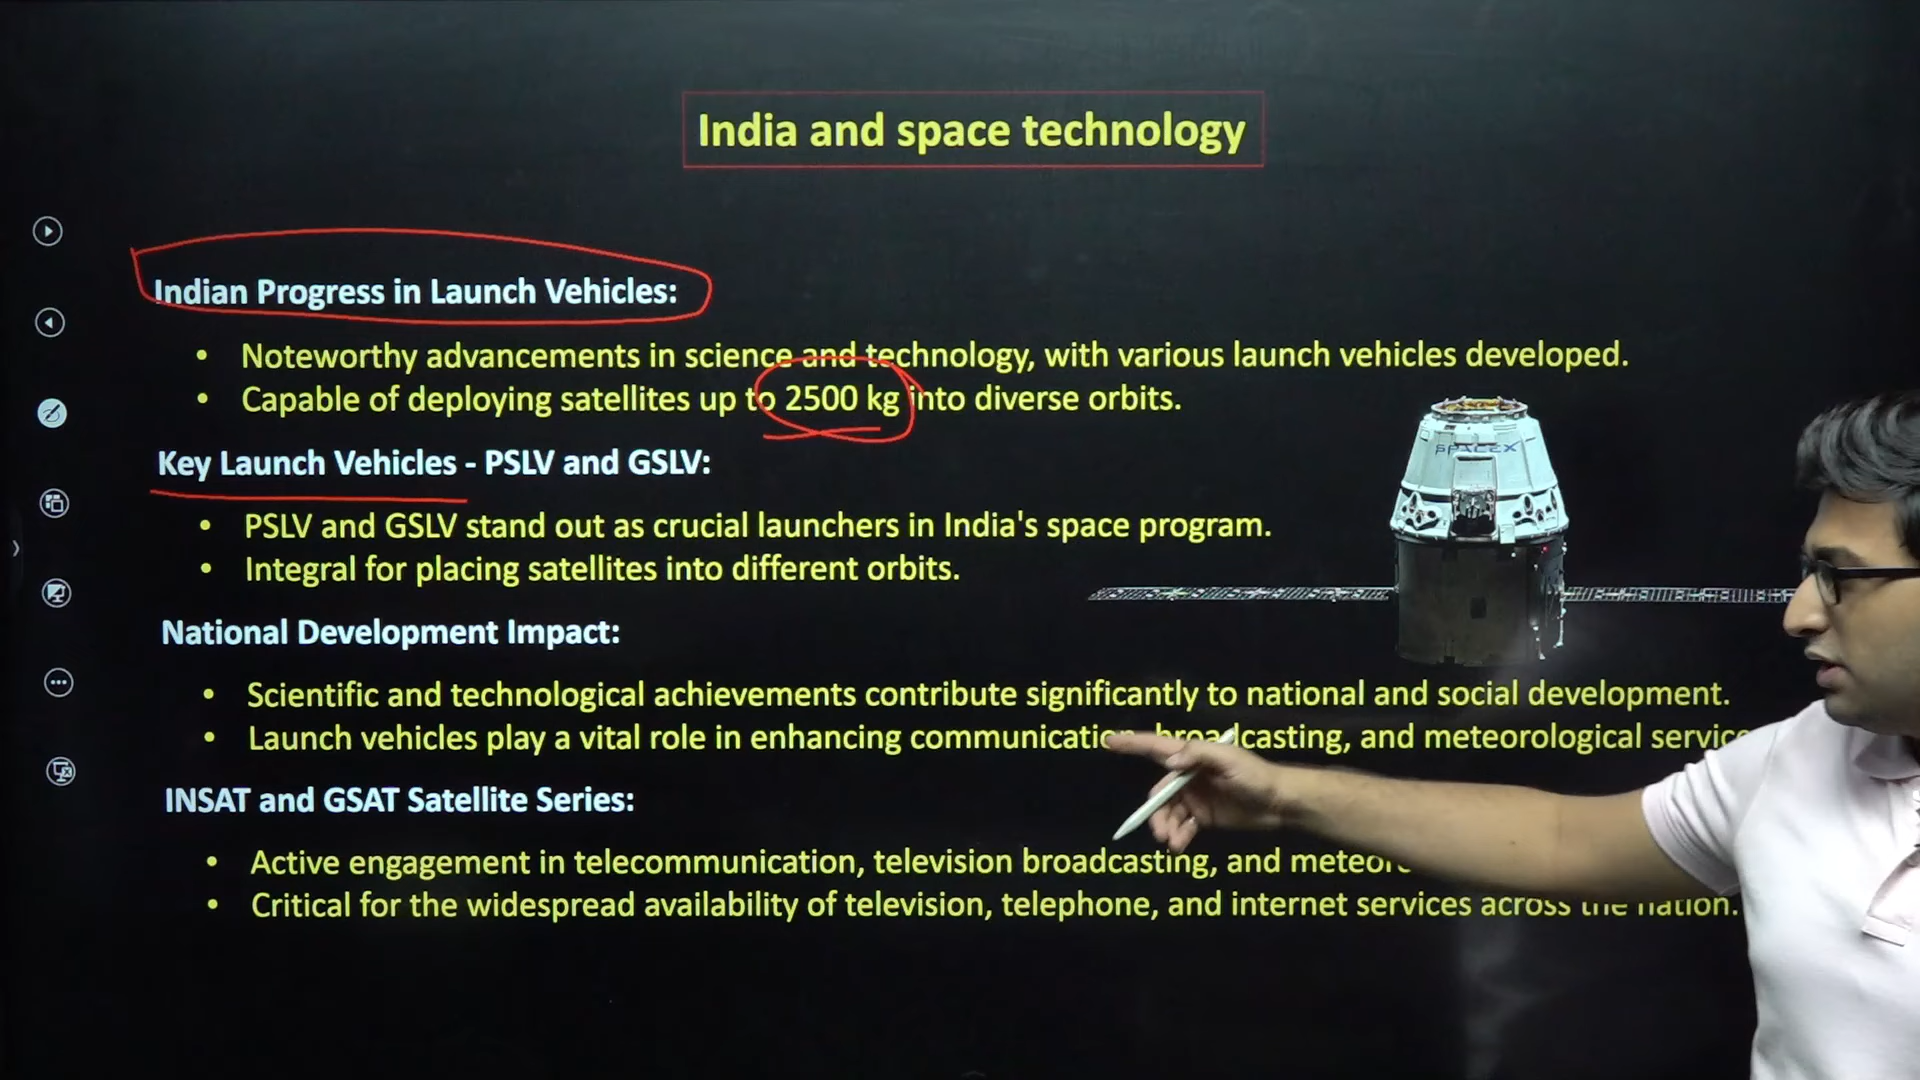 India and space technology
Indian Progress in Launch Vehicles:
• Noteworthy advancements in science and technology, with various launch vehicles developed.
• Capable of deploying satellites up to 2500 kg into diverse orbits.
SPACEX
Key Launch Vehicles - PSLV and GSLV:
• PSLV and GSLV stand out as crucial launchers in India's space program.
• Integral for placing satellites into different orbits.
National Development Impact:
• Scientific and technological achievements contribute significantly to national and social development.
• Launch vehicles play a vital role in enhancing communication, broadcasting, and meteorological
INSAT and GSAT Satellite Series:
• Active engagement in telecommunication, television broadcasting, and
• Critical for the widespread availability of television, telephone, and internet services across the nation.